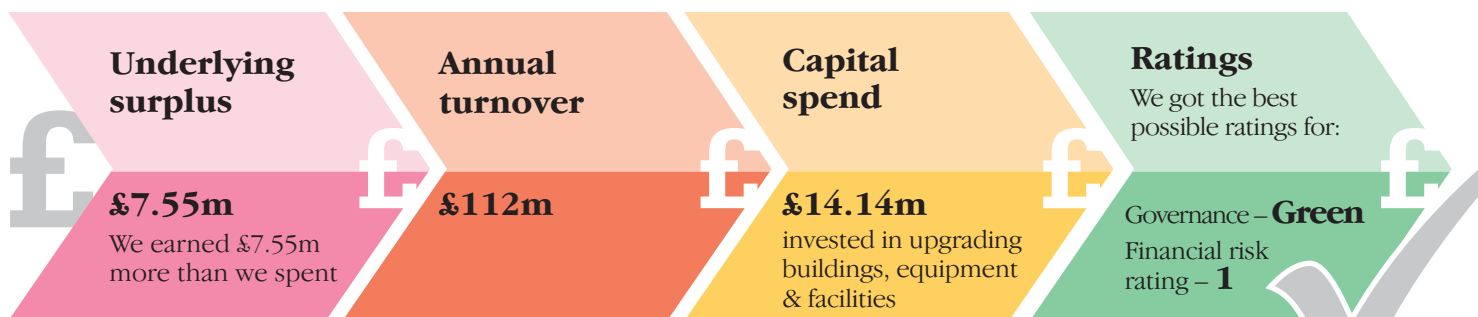 Underlying
surplus
£7.55m
We earned £7.55m
more than we spent
Annual
turnover
£112m
Capital
spend
£14.14m
invested in upgrading
buildings, equipment
& facilities
Ratings
We got the best
possible ratings for:
Governance – Green
Financial risk
rating – 1
£
£
£
£
£